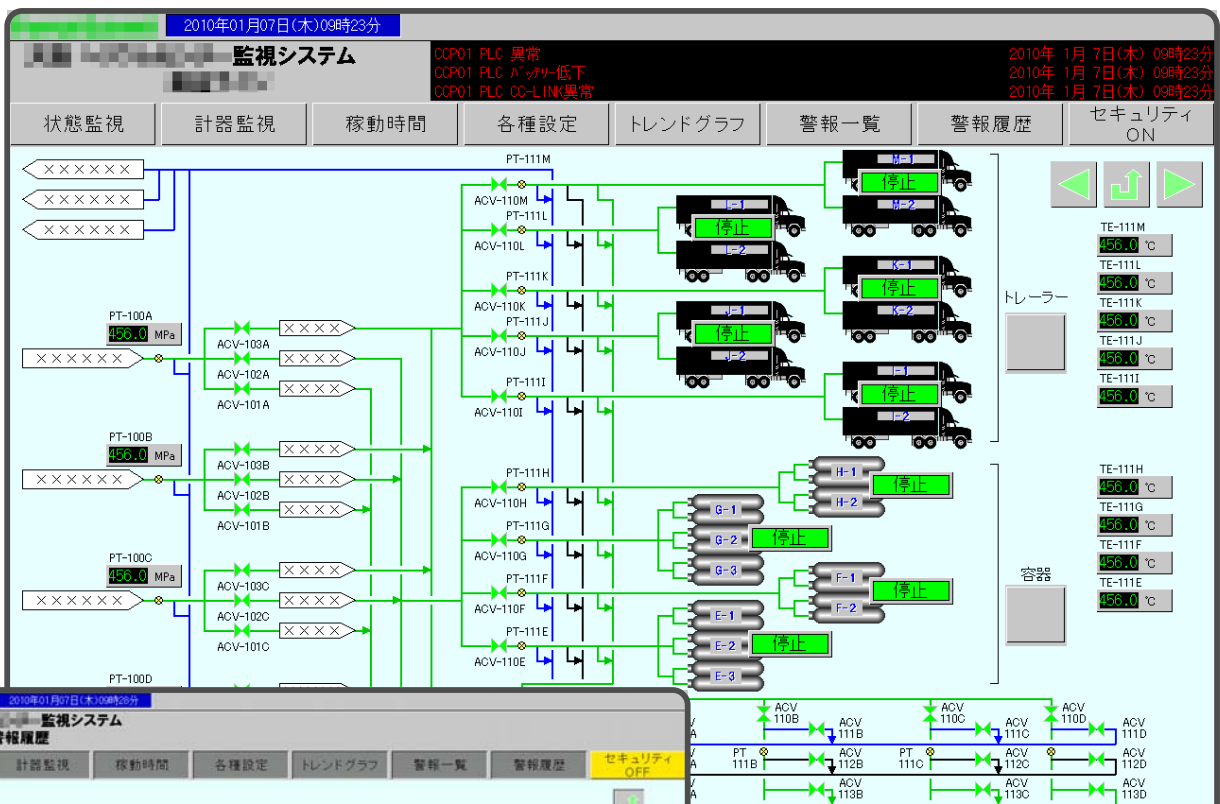 2010年01月07日(木)09時23分
監視システム
CCP01 PLC 異常 2010年 1月 7日(木) 09時23分
CCP01 PLC バッテリー低下 2010年 1月 7日(木) 09時23分
CCP01 PLC CC-LINK異常 2010年 1月 7日(木) 09時23分
状態監視 計器監視 稼動時間 各種設定 トレンドグラフ 警報一覧 警報履歴 セキュリティ
ON
××××××
××××××
××××××
PT-111M
ACV-110M
PT-111L
ACV-110L
PT-111K
ACV-110K
PT-111J
ACV-110J
PT-111I
ACV-110I
M-1
停止
M-2
L-1
停止
L-2
K-1
停止
K-2
J-1
停止
J-2
I-1
停止
I-2
トレーラー
TE-111M
456.0 ℃
TE-111L
456.0 ℃
TE-111K
456.0 ℃
TE-111J
456.0 ℃
TE-111I
456.0 ℃
PT-100A
456.0 MPa
××××××
ACV-103A
××××
ACV-102A
××××
ACV-101A
××××
PT-100B
456.0 MPa
××××××
ACV-103B
××××
ACV-102B
××××
ACV-101B
××××
PT-100C
456.0 MPa
××××××
ACV-103C
××××
ACV-102C
××××
ACV-101C
××××
PT-100D
PT-111H
ACV-110H
PT-111G
ACV-110G
PT-111F
ACV-110F
PT-111E
ACV-110E
H-1
停止
H-2
G-1
G-2 停止
G-3
F-1
停止
F-2
E-1
E-2 停止
E-3
容器
TE-111H
456.0 ℃
TE-111G
456.0 ℃
TE-111F
456.0 ℃
TE-111E
456.0 ℃
ACV
110B
ACV
111B
ACV
110C
ACV
111C
ACV
110D
ACV
111D
PT
111B
ACV
112B
PT
111C
ACV
112C
ACV
112D
ACV
113B
ACV
113C
ACV
113D
2010年01月07日(木)09時28分
監視システム
警報履歴
計器監視 稼動時間 各種設定 トレンドグラフ 警報一覧 警報履歴 セキュリティ
OFF